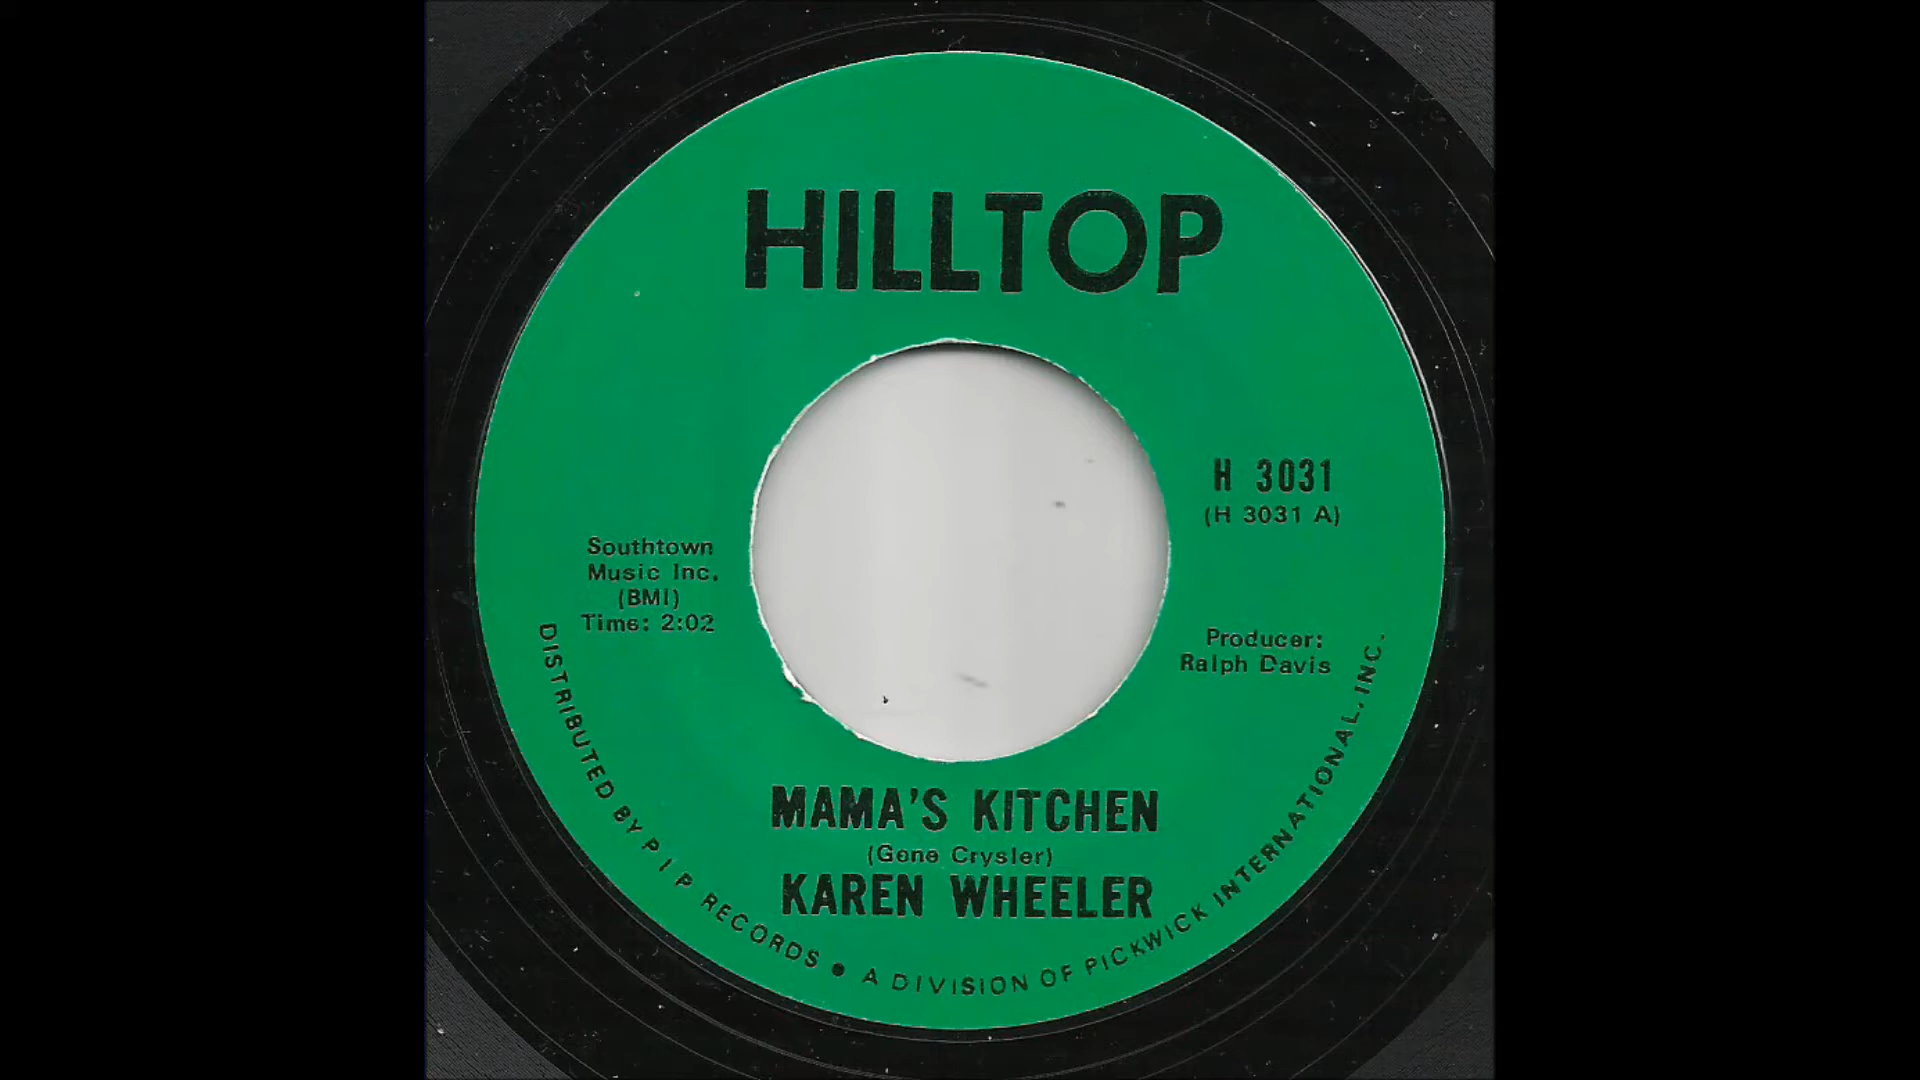 HILLTOP
H 3031
(H 3031 A)
Southtown
Music Inc.
(BMI)
Time: 2:02
Producer:
Ralph Davis
MAMA'S KITCHEN
(Gene Crysler)
KAREN WHEELER
DISTRIBUTED BY P I P RECORDS • A DIVISION OF PICKWICK INTERNATIONAL, INC.